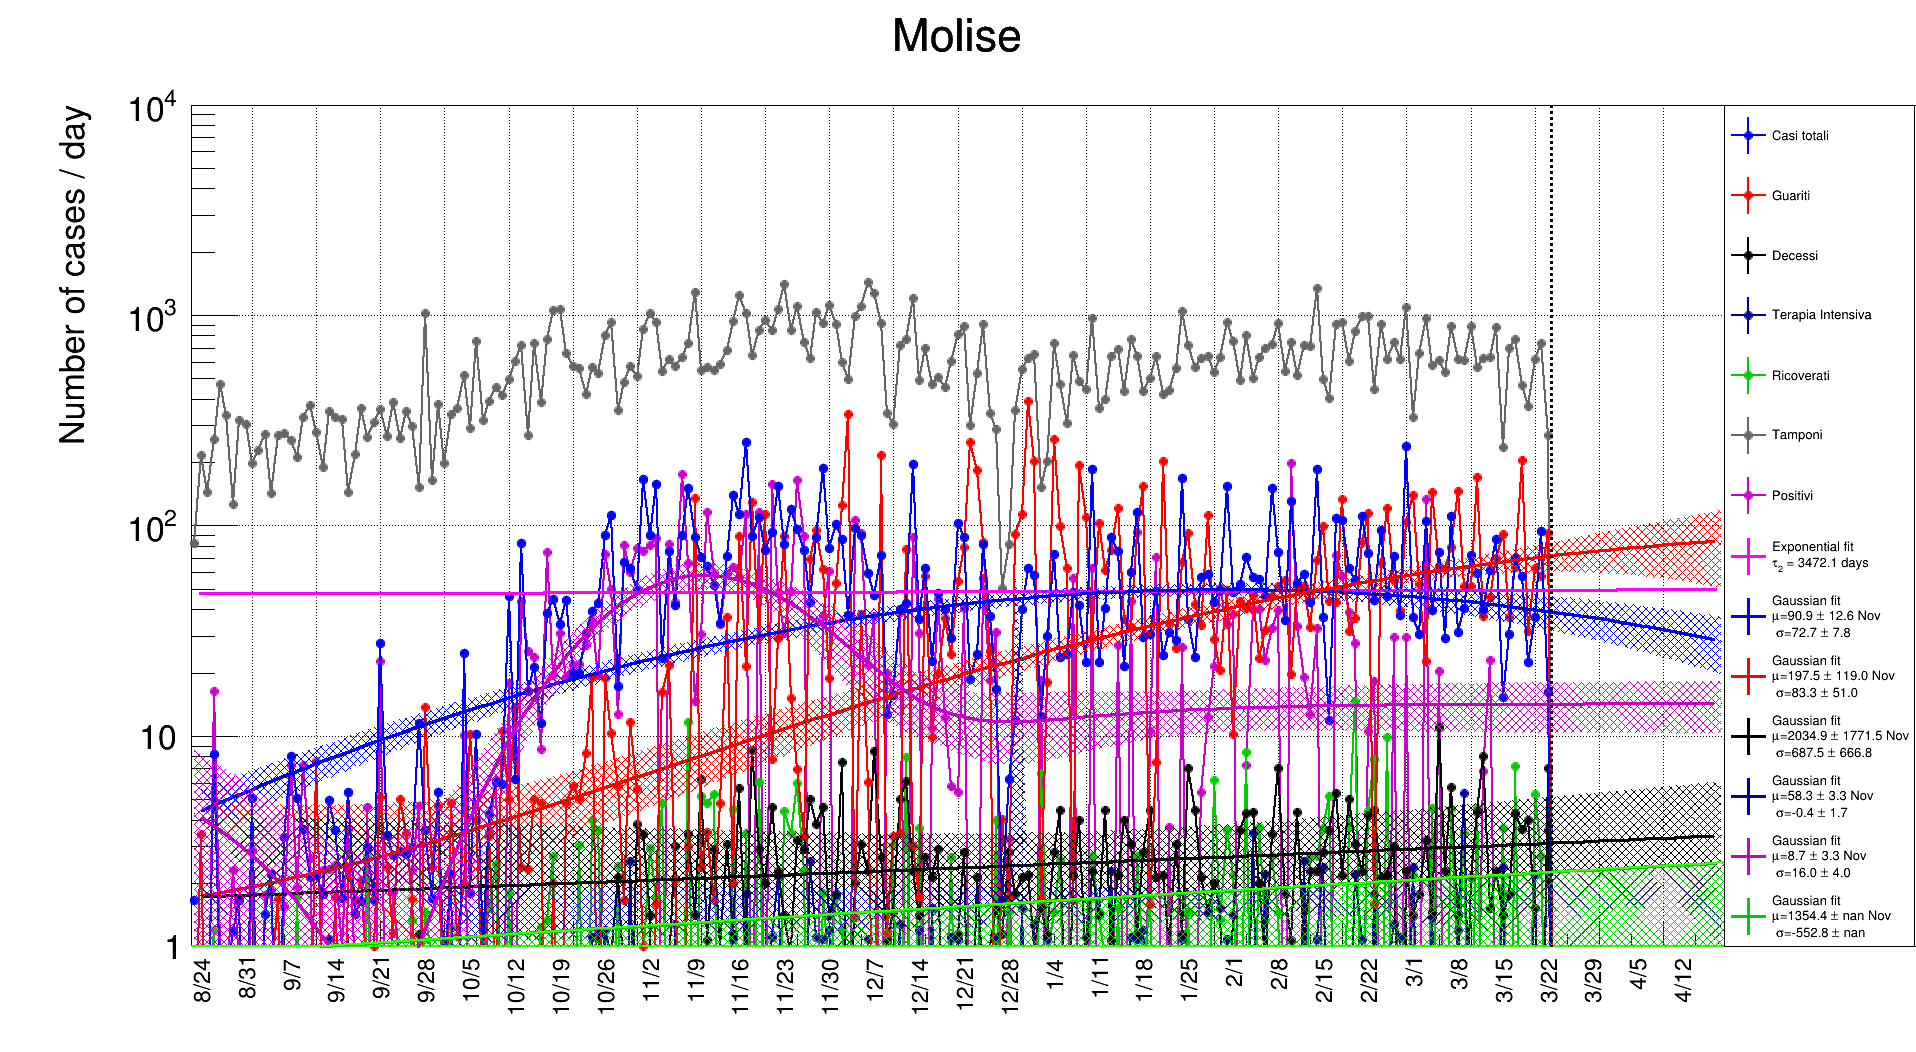 Molise
Number of cases / day
10⁴
10³
10²
10
1
8/24
8/31
9/7
9/14
9/21
9/28
10/5
10/12
10/19
10/26
11/2
11/9
11/16
11/23
11/30
12/7
12/14
12/21
12/28
1/4
1/11
1/18
1/25
2/1
2/8
2/15
2/22
3/1
3/8
3/15
3/22
3/29
4/5
4/12
Casi totali
Guariti
Decessi
Terapia Intensiva
Ricoverati
Tamponi
Positivi
Exponential fit
τ₂ = 3472.1 days
Gaussian fit
μ=90.9 ± 12.6 Nov
σ=72.7 ± 7.8
Gaussian fit
μ=197.5 ± 119.0 Nov
σ=83.3 ± 51.0
Gaussian fit
μ=2034.9 ± 1771.5 Nov
σ=687.5 ± 666.8
Gaussian fit
μ=58.3 ± 3.3 Nov
σ=-0.4 ± 1.7
Gaussian fit
μ=8.7 ± 3.3 Nov
σ=16.0 ± 4.0
Gaussian fit
μ=1354.4 ± nan Nov
σ=-552.8 ± nan